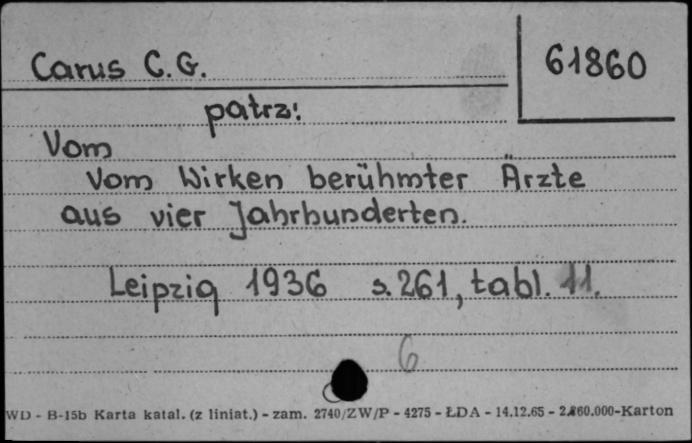 Carus C.G.
61860
patrz:
Vom
Vom Wirken berühmter Ärzte
aus vier Jahrhunderten.
Leipzig 1936 s. 261, tabl. 11.
6
WD - B-15b Karta katal. (z liniat.) - zam. 2740/ZW/P - 4275 - ŁDA - 14.12.65 - 2.860.000-Karton